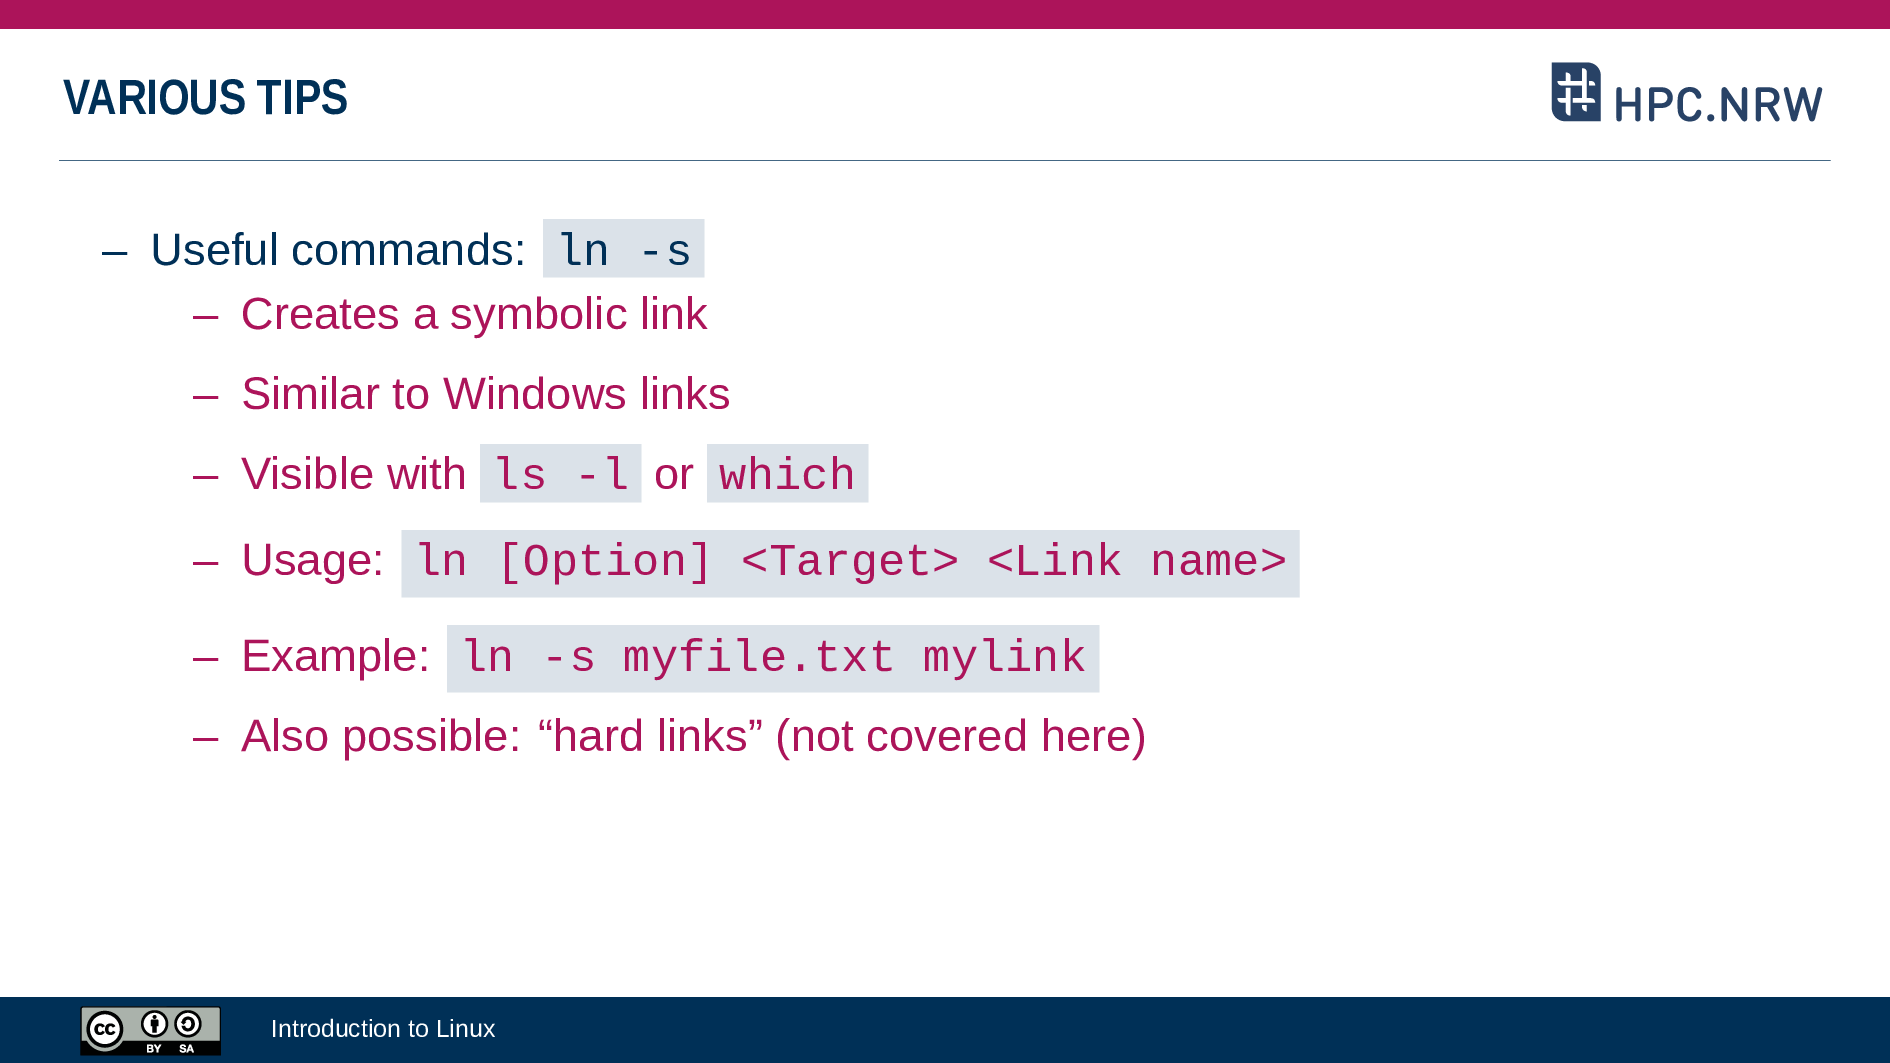 VARIOUS TIPS
HPC.NRW
– Useful commands: ln -s
– Creates a symbolic link
– Similar to Windows links
– Visible with ls -l or which
– Usage: ln [Option] <Target> <Link name>
– Example: ln -s myfile.txt mylink
– Also possible: “hard links” (not covered here)
cc BY SA
Introduction to Linux